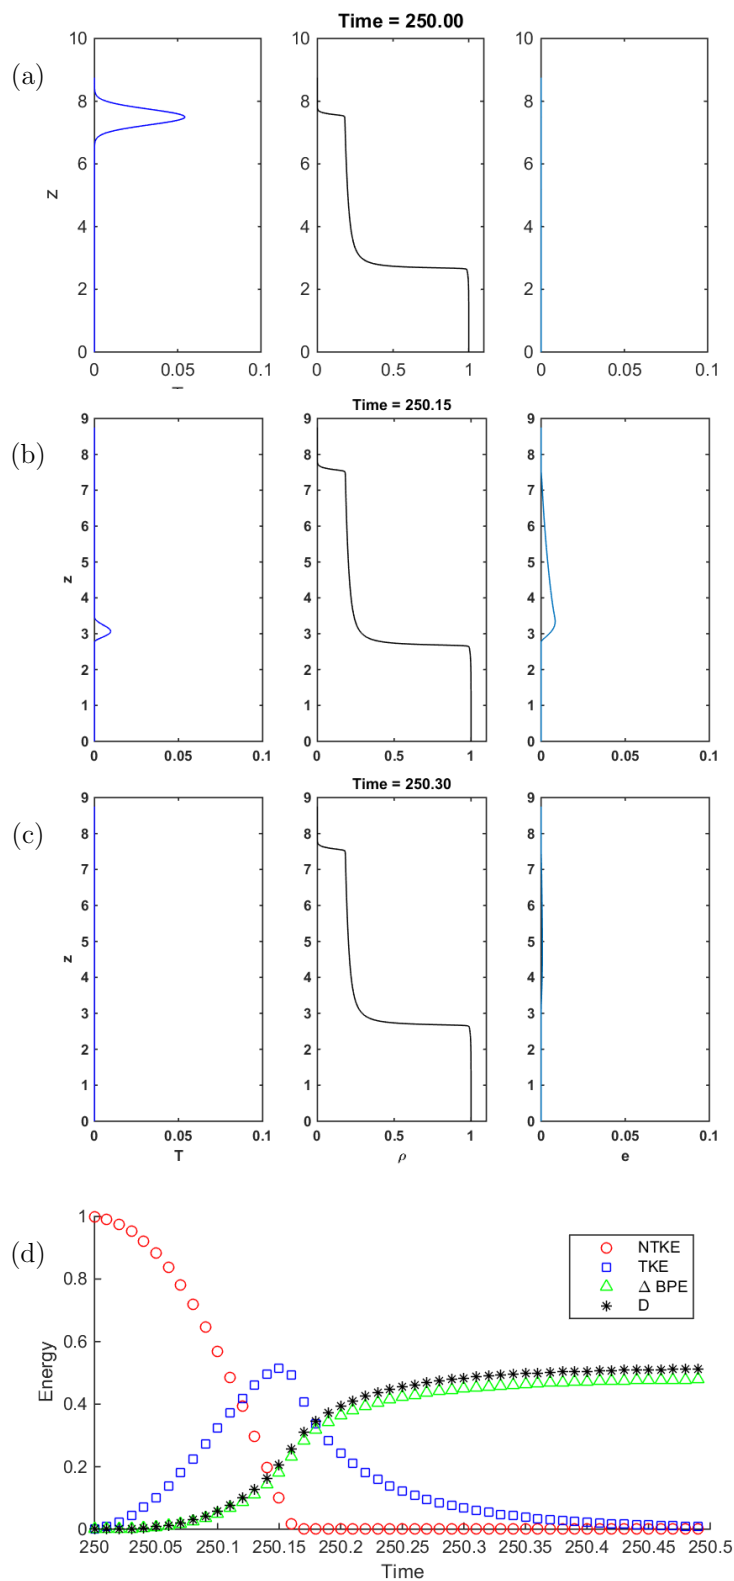 Time = 250.00
(a)
10 10 10
8 8 8
6 6 6
z
4 4 4
2 2 2
0 0 0
0 0.05 0.1 0 0.5 1 0 0.05 0.1
Time = 250.15
(b)
9 9 9
8 8 8
7 7 7
6 6 6
5 5 5
z
4 4 4
3 3 3
2 2 2
1 1 1
0 0 0
0 0.05 0.1 0 0.5 1 0 0.05 0.1
Time = 250.30
(c)
9 9 9
8 8 8
7 7 7
6 6 6
5 5 5
z
4 4 4
3 3 3
2 2 2
1 1 1
0 0 0
0 0.05 0.1 0 0.5 1 0 0.05 0.1
T ρ e
(d)
1
0.8
0.6
0.4
0.2
0
Energy
NTKE
TKE
Δ BPE
D
250 250.05 250.1 250.15 250.2 250.25 250.3 250.35 250.4 250.45 250.5
Time